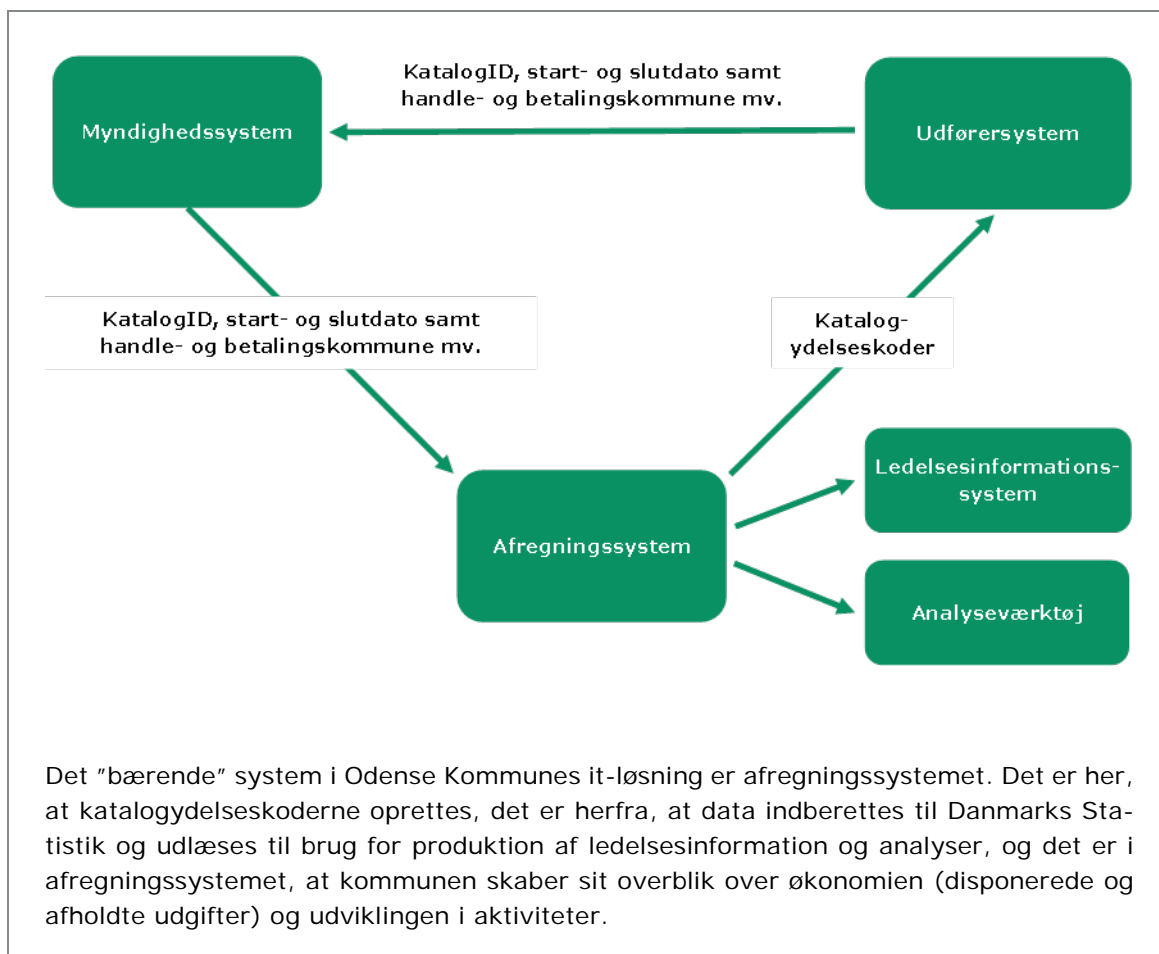 KatalogID, start- og slutdato samt
handle- og betalingskommune mv.
Myndighedssystem
Udførersystem
KatalogID, start- og slutdato samt
handle- og betalingskommune mv.
Katalog-
ydelseskoder
Ledelsesinformations-
system
Afregningssystem
Analyseværktøj
Det ”bærende” system i Odense Kommunes it-løsning er afregningssystemet. Det er her,
at katalogydelseskoderne oprettes, det er herfra, at data indberettes til Danmarks Sta-
tistik og udlæses til brug for produktion af ledelsesinformation og analyser, og det er i
afregningssystemet, at kommunen skaber sit overblik over økonomien (disponerede og
afholdte udgifter) og udviklingen i aktiviteter.